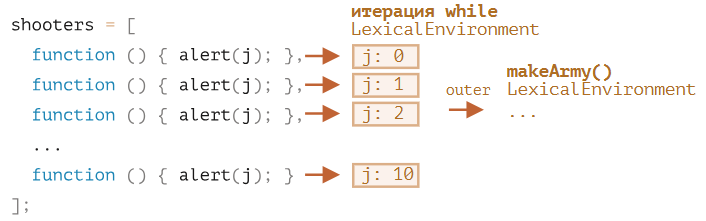 итерация while
LexicalEnvironment
shooters = [
function () { alert(j); }, j: 0
function () { alert(j); }, j: 1
function () { alert(j); }, j: 2
...
function () { alert(j); } j: 10
];
outer
makeArmy()
LexicalEnvironment
...